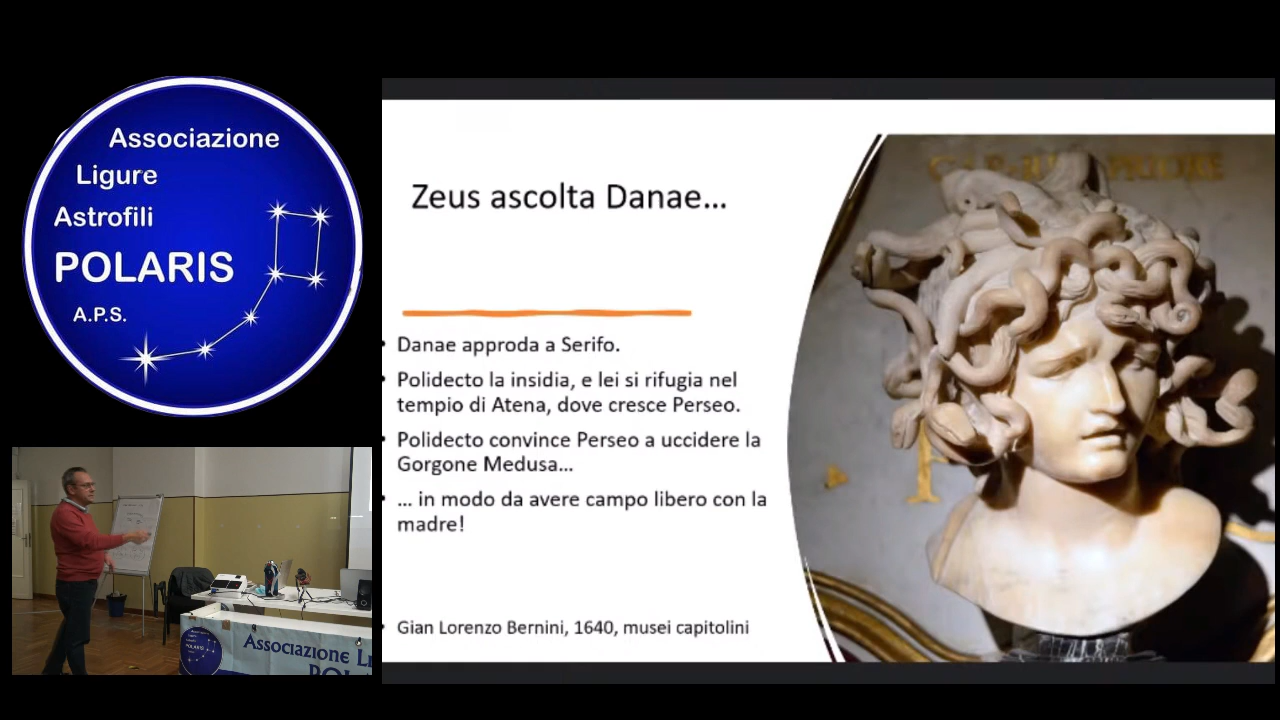 Associazione
Ligure
Astrofili
POLARIS
A.P.S.
Zeus ascolta Danae...
Danae approda a Serifo.
Polidecto la insidia, e lei si rifugia nel
tempio di Atena, dove cresce Perseo.
Polidecto convince Perseo a uccidere la
Gorgone Medusa...
... in modo da avere campo libero con la
madre!
Gian Lorenzo Bernini, 1640, musei capitolini
Associazione
POLARIS